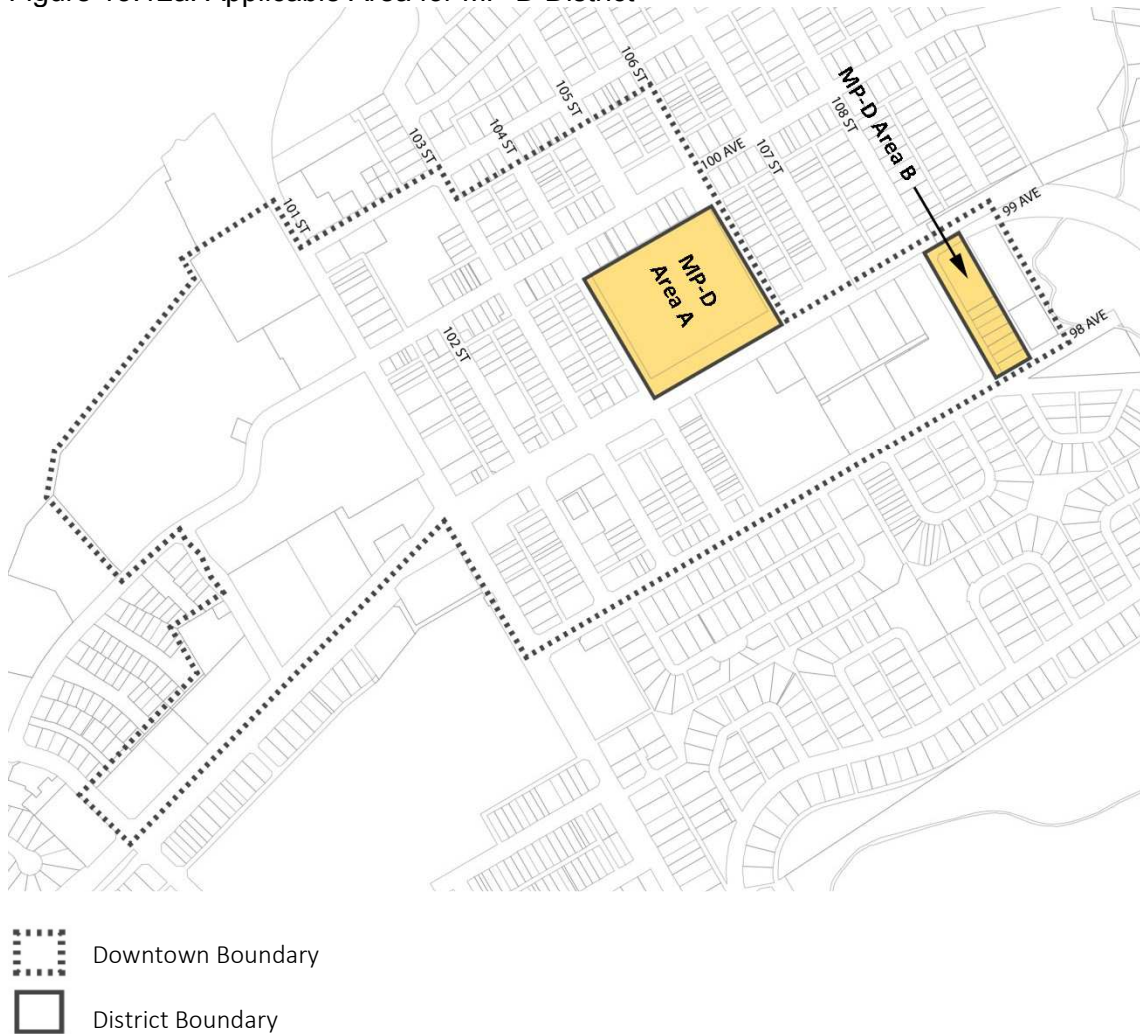 106 ST
105 ST
104 ST
103 ST
MP-D Area B
108 ST
100 AVE
107 ST
101 ST
99 AVE
MP-D
Area A
102 ST
98 AVE
Downtown Boundary
District Boundary